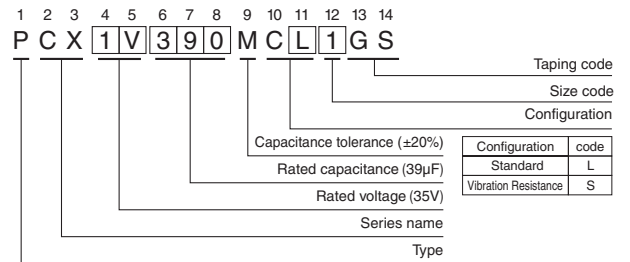 1 2 3 4 5 6 7 8 9 10 11 12 13 14
P C X 1 V 3 9 0 M C L 1 G S
Taping code
Size code
Configuration
Capacitance tolerance (±20%)
Rated capacitance (39µF)
Rated voltage (35V)
Series name
Type
Configuration code
Standard L
Vibration Resistance S